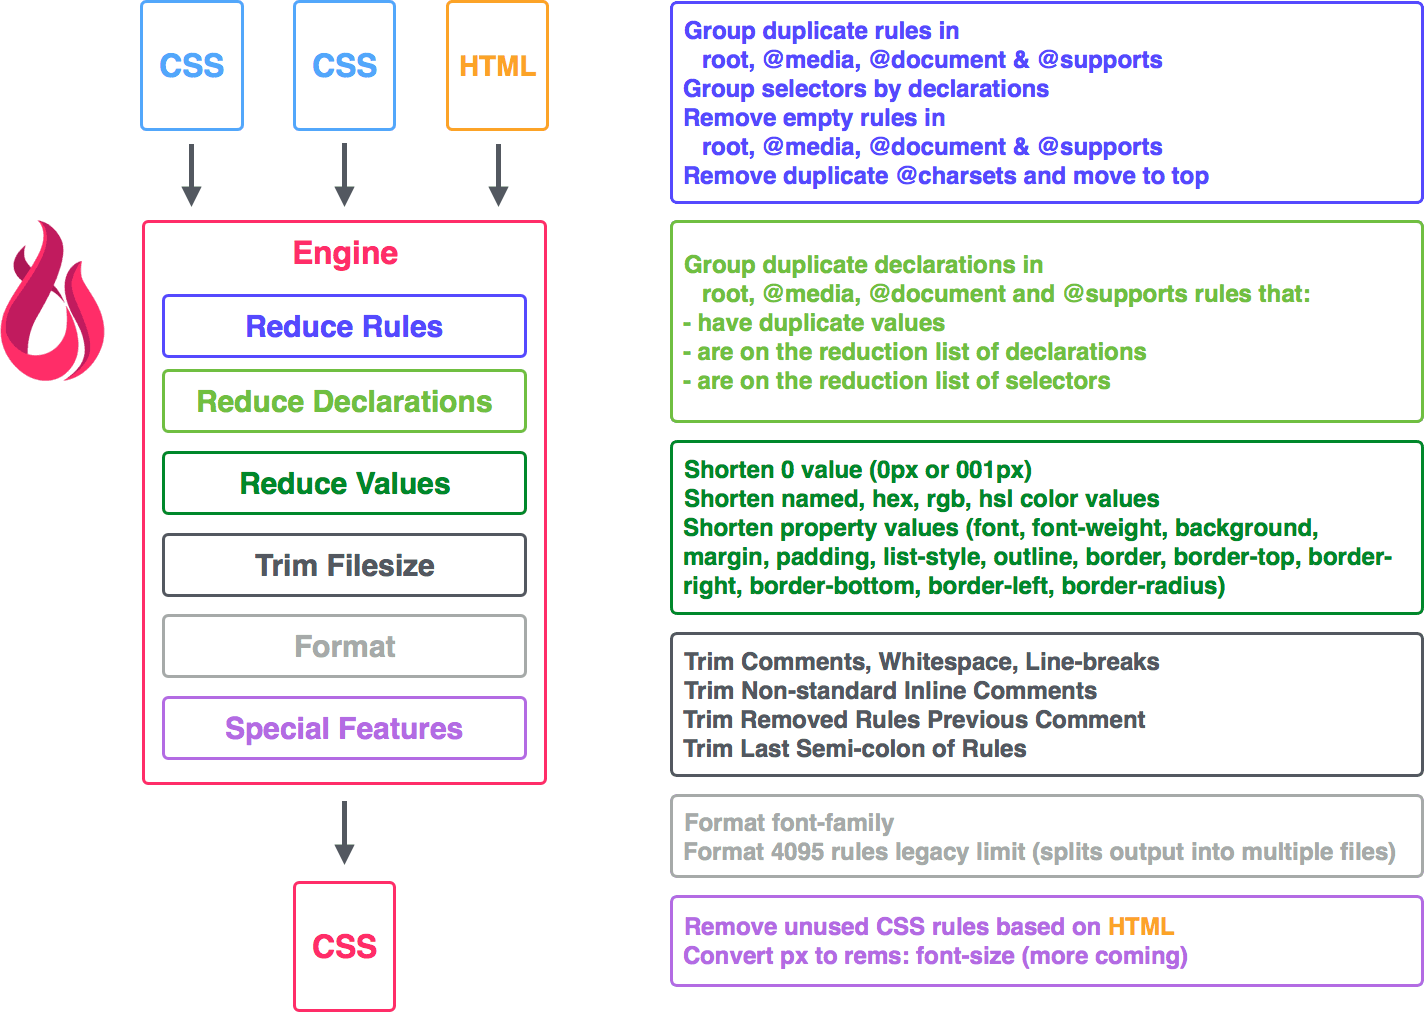 CSS
CSS
HTML
Engine
Reduce Rules
Reduce Declarations
Reduce Values
Trim Filesize
Format
Special Features
CSS
Group duplicate rules in
root, @media, @document & @supports
Group selectors by declarations
Remove empty rules in
root, @media, @document & @supports
Remove duplicate @charsets and move to top
Group duplicate declarations in
root, @media, @document and @supports rules that:
- have duplicate values
- are on the reduction list of declarations
- are on the reduction list of selectors
Shorten 0 value (0px or 001px)
Shorten named, hex, rgb, hsl color values
Shorten property values (font, font-weight, background,
margin, padding, list-style, outline, border, border-top, border-
right, border-bottom, border-left, border-radius)
Trim Comments, Whitespace, Line-breaks
Trim Non-standard Inline Comments
Trim Removed Rules Previous Comment
Trim Last Semi-colon of Rules
Format font-family
Format 4095 rules legacy limit (splits output into multiple files)
Remove unused CSS rules based on HTML
Convert px to rems: font-size (more coming)